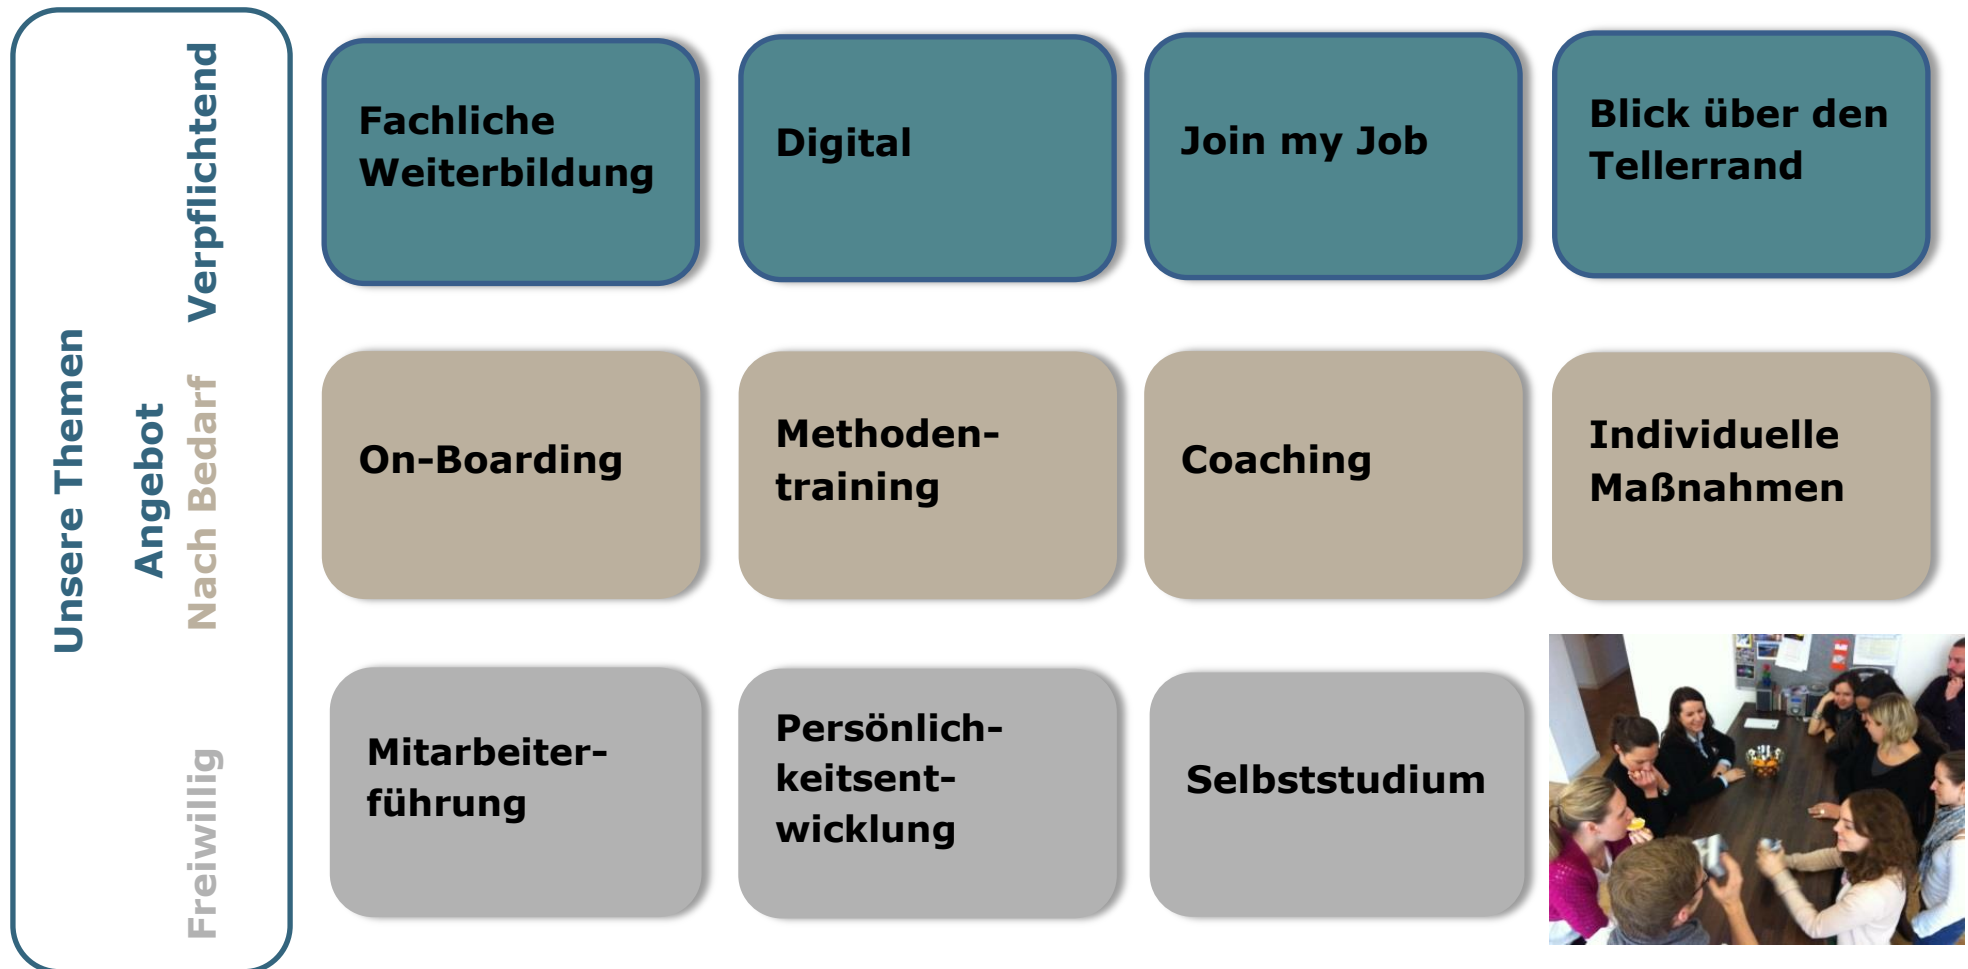 Unsere Themen
Angebot
Verpflichtend
Nach Bedarf
Freiwillig
Fachliche
Weiterbildung
Digital
Join my Job
Blick über den
Tellerrand
On-Boarding
Methoden-
training
Coaching
Individuelle
Maßnahmen
Mitarbeiter-
führung
Persönlich-
keitsent-
wicklung
Selbststudium